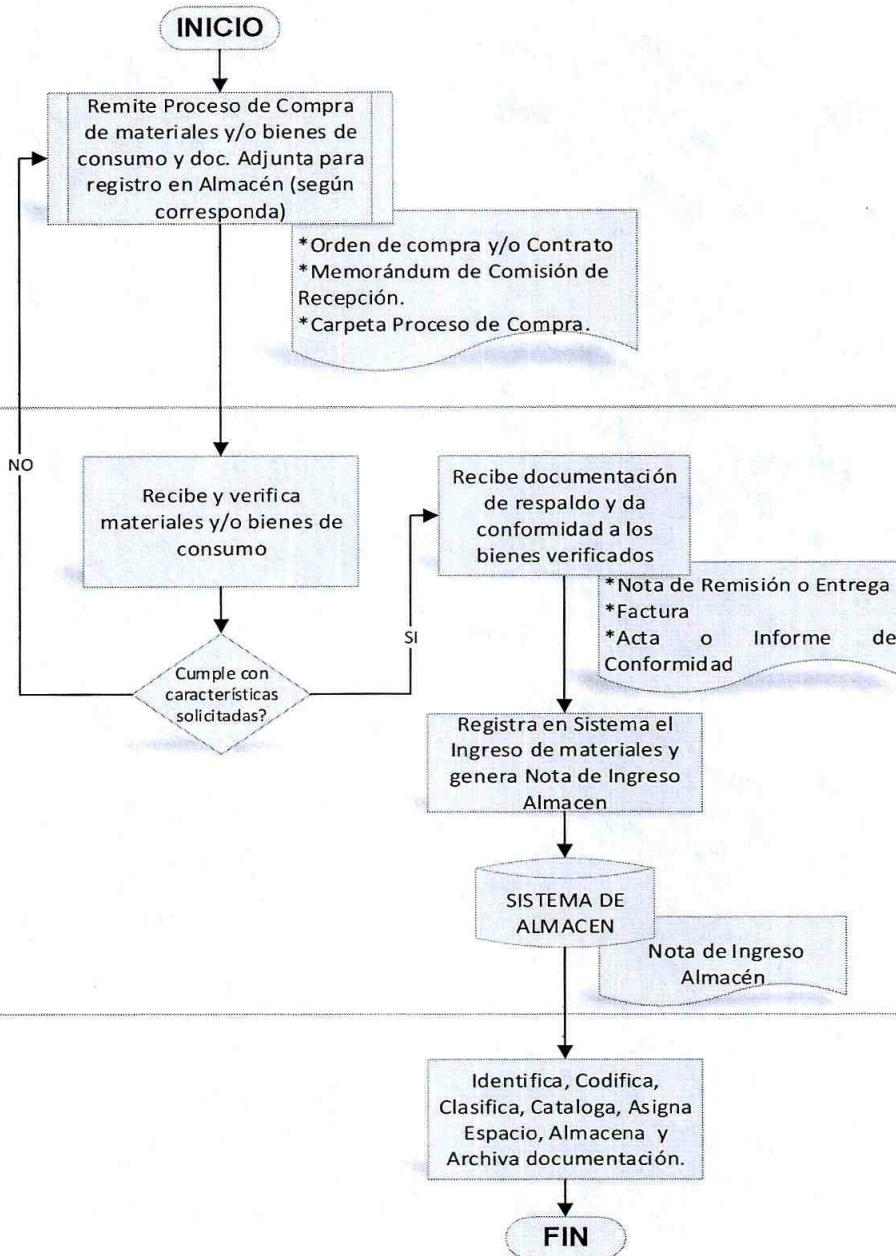 INICIO
Remite Proceso de Compra
de materiales y/o bienes de
consumo y doc. Adjunta para
registro en Almacén (según
corresponda)
*Orden de compra y/o Contrato
*Memorándum de Comisión de
Recepción.
*Carpeta Proceso de Compra.
NO
Recibe y verifica
materiales y/o bienes de
consumo
Cumple con
características
solicitadas?
SI
Recibe documentación
de respaldo y da
conformidad a los
bienes verificados
*Nota de Remisión o Entrega
*Factura
*Acta o Informe de
Conformidad
Registra en Sistema el
Ingreso de materiales y
genera Nota de Ingreso
Almacen
SISTEMA DE
ALMACEN
Nota de Ingreso
Almacén
Identifica, Codifica,
Clasifica, Cataloga, Asigna
Espacio, Almacena y
Archiva documentación.
FIN